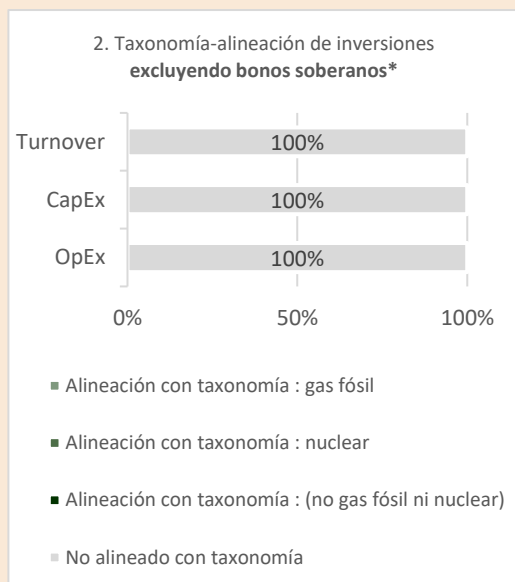 2. Taxonomía-alineación de inversiones
excluyendo bonos soberanos*
Turnover 100%
CapEx 100%
OpEx 100%
0% 50% 100%
Alineación con taxonomía : gas fósil
Alineación con taxonomía : nuclear
Alineación con taxonomía : (no gas fósil ni nuclear)
No alineado con taxonomía